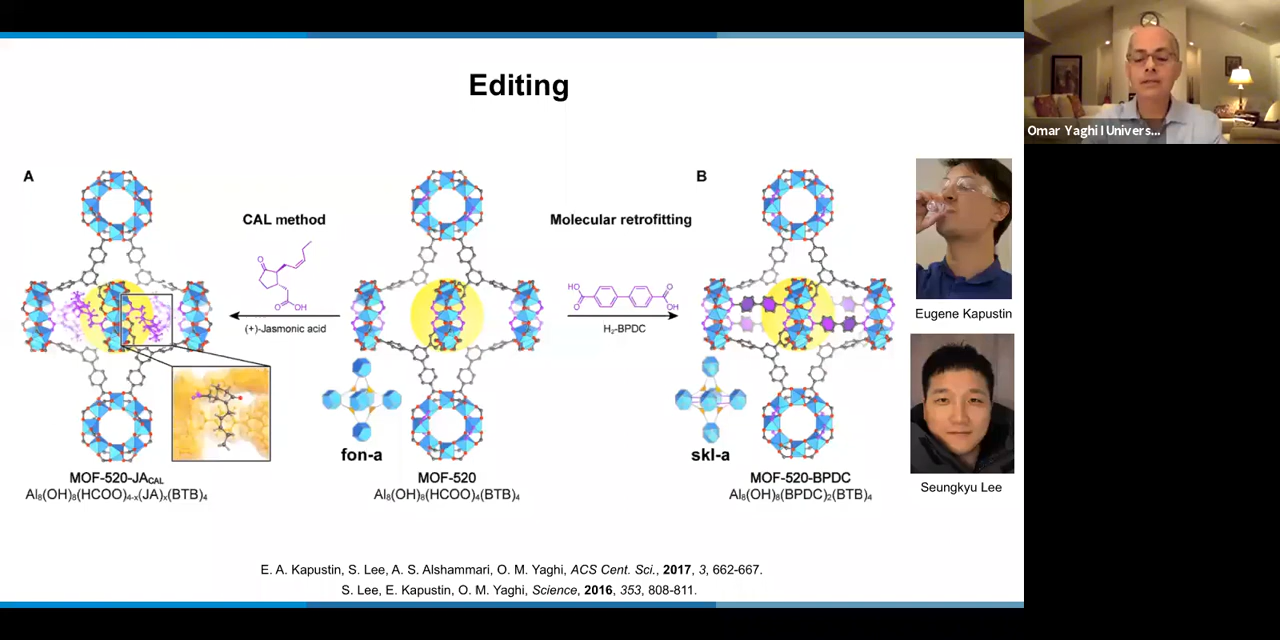 Editing
Omar Yaghi I Univers...
A
CAL method
O
OH
(+)-Jasmonic acid
Molecular retrofitting
HO
O
O
OH
H₂-BPDC
B
Eugene Kapustin
fon-a
skl-a
MOF-520-JA_CAL
Al₈(OH)₈(HCOO)₄₋ₓ(JA)ₓ(BTB)₄
MOF-520
Al₈(OH)₈(HCOO)₄(BTB)₄
MOF-520-BPDC
Al₈(OH)₈(BPDC)₂(BTB)₄
Seungkyu Lee
E. A. Kapustin, S. Lee, A. S. Alshammari, O. M. Yaghi, ACS Cent. Sci., 2017, 3, 662-667.
S. Lee, E. Kapustin, O. M. Yaghi, Science, 2016, 353, 808-811.